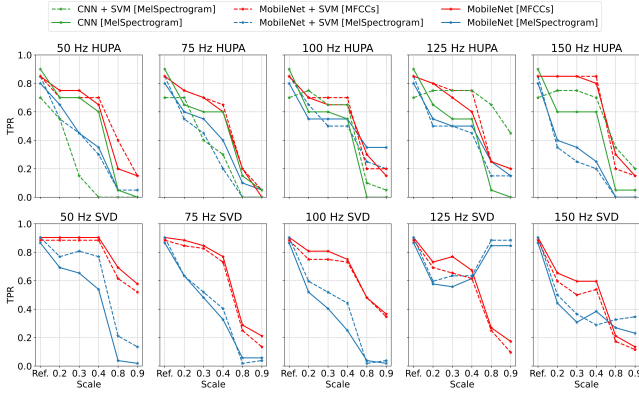 CNN + SVM [MelSpectrogram] MobileNet + SVM [MFCCs] MobileNet [MFCCs]
CNN [MelSpectrogram] MobileNet + SVM [MelSpectrogram] MobileNet [MelSpectrogram]
50 Hz HUPA 75 Hz HUPA 100 Hz HUPA 125 Hz HUPA 150 Hz HUPA
1.0
0.8
0.6
TPR
0.4
0.2
0.0
50 Hz SVD 75 Hz SVD 100 Hz SVD 125 Hz SVD 150 Hz SVD
1.0
0.8
0.6
TPR
0.4
0.2
0.0
Ref. 0.2 0.3 0.4 0.8 0.9 Ref. 0.2 0.3 0.4 0.8 0.9 Ref. 0.2 0.3 0.4 0.8 0.9 Ref. 0.2 0.3 0.4 0.8 0.9 Ref. 0.2 0.3 0.4 0.8 0.9
Scale Scale Scale Scale Scale